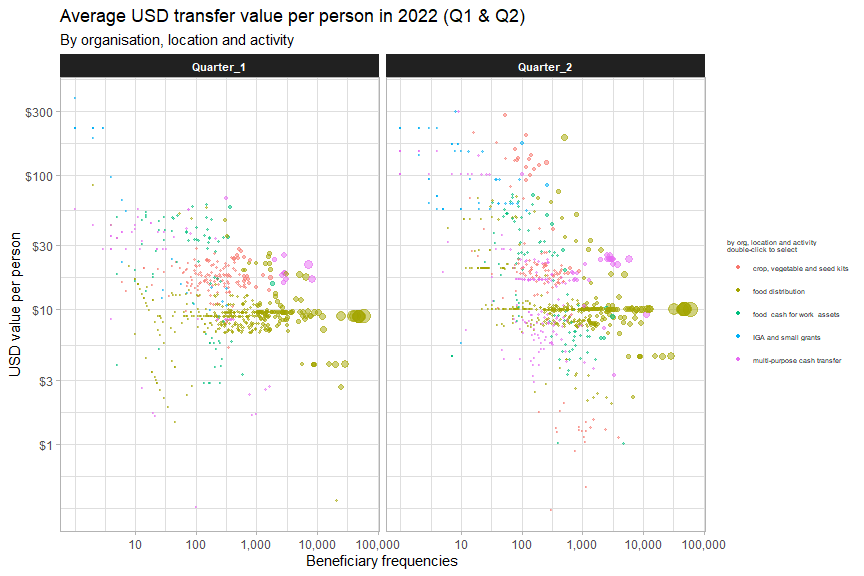 Average USD transfer value per person in 2022 (Q1 & Q2)
By organisation, location and activity
Quarter_1
Quarter_2
$300
$100
$30
$10
$3
$1
USD value per person
10
100
1,000
10,000
100,000
10
100
1,000
10,000
100,000
Beneficiary frequencies
by org, location and activity
double-click to select
crop, vegetable and seed kits
food distribution
food cash for work assets
IGA and small grants
multi-purpose cash transfer